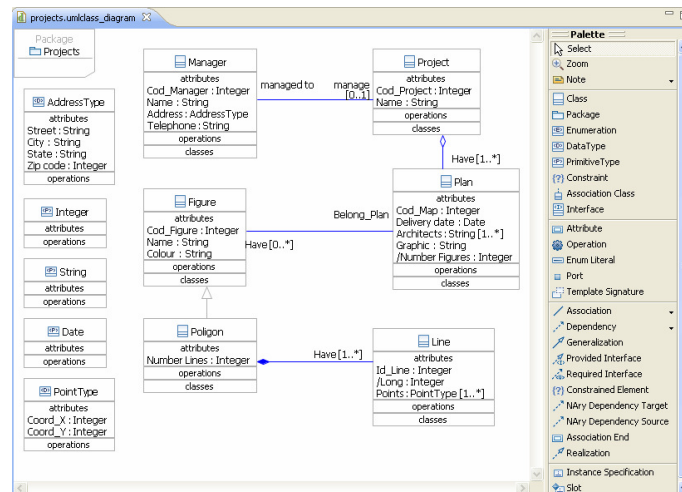 projects.umlclass_diagram
Package
Projects
AddressType
attributes
Street : String
City : String
State : String
Zip code : Integer
operations
Integer
attributes
operations
String
attributes
operations
Date
attributes
operations
PointType
attributes
Coord_X : Integer
Coord_Y : Integer
operations
Manager
attributes
Cod_Manager : Integer
Name : String
Address : AddressType
Telephone : String
operations
classes
managed to
manage
[0..1]
Project
attributes
Cod_Project : Integer
Name : String
operations
classes
Have [1..*]
Plan
attributes
Cod_Map : Integer
Delivery date : Date
Architects : String [1..*]
Graphic : String
/Number Figures : Integer
operations
classes
Belong_Plan
Have [0..*]
Figure
attributes
Cod_Figure : Integer
Name : String
Colour : String
operations
classes
Poligon
attributes
Number Lines : Integer
operations
classes
Have [1..*]
Line
attributes
Id_Line : Integer
/Long : Integer
Points : PointType [1..*]
operations
classes
Palette
Select
Zoom
Note
Class
Package
Enumeration
DataType
PrimitiveType
{?} Constraint
Association Class
Interface
Attribute
Operation
Enum Literal
Port
Template Signature
Association
Dependency
Generalization
Provided Interface
Required Interface
{?} Constrained Element
NAry Dependency Target
NAry Dependency Source
Association End
Realization
Instance Specification
Slot